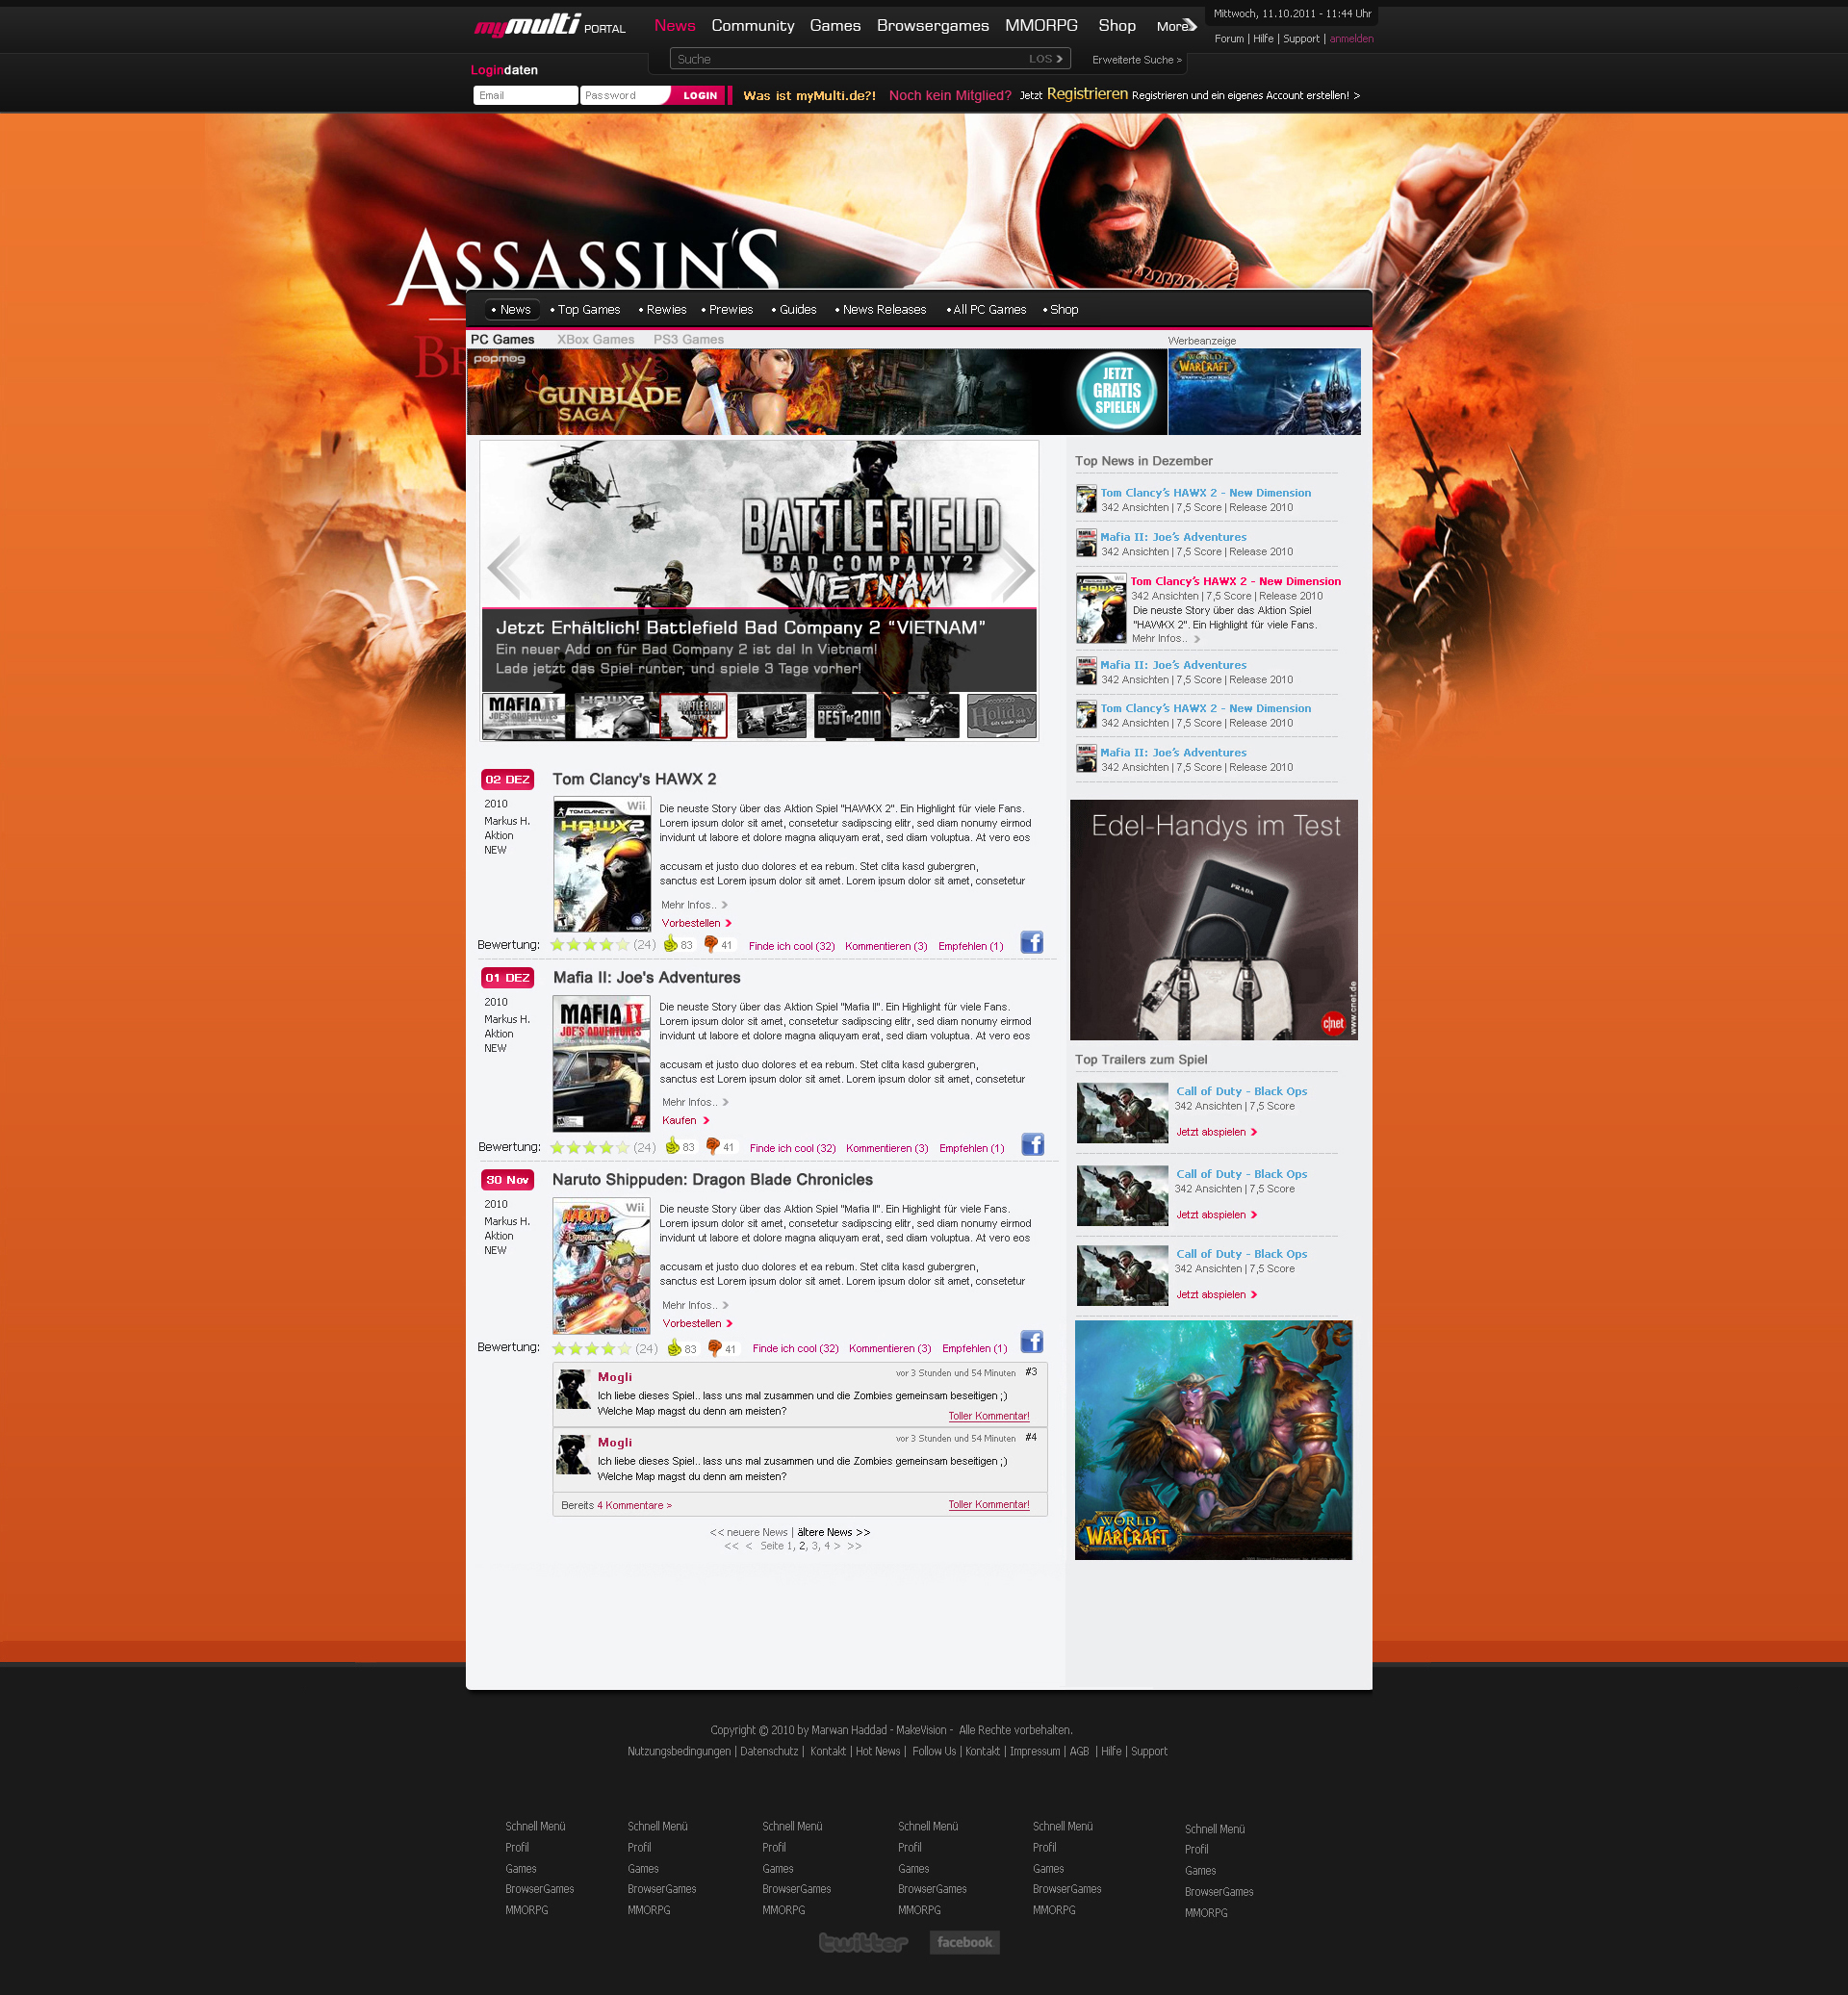 mymulti PORTAL
News Community Games Browsergames MMORPG Shop More
Mittwoch, 11.10.2011 - 11:44 Uhr
Forum | Hilfe | Support | anmelden
Suche LOS
Erweiterte Suche >
Logindaten
Email Password LOGIN
Was ist myMulti.de?! Noch kein Mitglied? Jetzt Registrieren Registrieren und ein eigenes Account erstellen! >
ASSASSIN'S
BR
• News • Top Games • Rewies • Prewies • Guides • News Releases • All PC Games • Shop
PC Games XBox Games PS3 Games
Werbeanzeige
popmog
GUNBLADE
SAGA
JETZT
GRATIS
SPIELEN
WORLD
WARCRAFT
BATTLEFIELD
BAD COMPANY 2
VIETNAM
Jetzt Erhältlich! Battlefield Bad Company 2 “VIETNAM”
Ein neuer Add on für Bad Company 2 ist da! In Vietnam!
Lade jetzt das Spiel runter, und spiele 3 Tage vorher!
MAFIA II
JOE'S ADVENTURES
HAWX 2
BATTLEFIELD
BEST OF 2010
Holiday
02 DEZ
Tom Clancy's HAWX 2
2010
Markus H.
Aktion
NEW
Wii
TOM CLANCY'S
HAWX2
UBISOFT
Die neuste Story über das Aktion Spiel "HAWKX 2". Ein Highlight für viele Fans.
Lorem ipsum dolor sit amet, consetetur sadipscing elitr, sed diam nonumy eirmod
invidunt ut labore et dolore magna aliquyam erat, sed diam voluptua. At vero eos
accusam et justo duo dolores et ea rebum. Stet clita kasd gubergren,
sanctus est Lorem ipsum dolor sit amet. Lorem ipsum dolor sit amet, consetetur
Mehr Infos..
Vorbestellen
Bewertung: (24) 83 41 Finde ich cool (32) Kommentieren (3) Empfehlen (1) f
01 DEZ
Mafia II: Joe's Adventures
2010
Markus H.
Aktion
NEW
MAFIA II
JOE'S ADVENTURES
2K
Die neuste Story über das Aktion Spiel "Mafia II". Ein Highlight für viele Fans.
Lorem ipsum dolor sit amet, consetetur sadipscing elitr, sed diam nonumy eirmod
invidunt ut labore et dolore magna aliquyam erat, sed diam voluptua. At vero eos
accusam et justo duo dolores et ea rebum. Stet clita kasd gubergren,
sanctus est Lorem ipsum dolor sit amet. Lorem ipsum dolor sit amet, consetetur
Mehr Infos..
Kaufen
Bewertung: (24) 83 41 Finde ich cool (32) Kommentieren (3) Empfehlen (1) f
30 Nov
Naruto Shippuden: Dragon Blade Chronicles
2010
Markus H.
Aktion
NEW
Wii
NARUTO
TOMY
Die neuste Story über das Aktion Spiel "Mafia II". Ein Highlight für viele Fans.
Lorem ipsum dolor sit amet, consetetur sadipscing elitr, sed diam nonumy eirmod
invidunt ut labore et dolore magna aliquyam erat, sed diam voluptua. At vero eos
accusam et justo duo dolores et ea rebum. Stet clita kasd gubergren,
sanctus est Lorem ipsum dolor sit amet. Lorem ipsum dolor sit amet, consetetur
Mehr Infos..
Vorbestellen
Bewertung: (24) 83 41 Finde ich cool (32) Kommentieren (3) Empfehlen (1) f
Mogli vor 3 Stunden und 54 Minuten #3
Ich liebe dieses Spiel.. lass uns mal zusammen und die Zombies gemeinsam beseitigen ;)
Welche Map magst du denn am meisten?
Toller Kommentar!
Mogli vor 3 Stunden und 54 Minuten #4
Ich liebe dieses Spiel.. lass uns mal zusammen und die Zombies gemeinsam beseitigen ;)
Welche Map magst du denn am meisten?
Bereits 4 Kommentare > Toller Kommentar!
<< neuere News | ältere News >>
<< < Seite 1, 2, 3, 4 > >>
Top News in Dezember
Tom Clancy's HAWX 2 - New Dimension
342 Ansichten | 7,5 Score | Release 2010
Mafia II: Joe's Adventures
342 Ansichten | 7,5 Score | Release 2010
Wii
HAWX2
Tom Clancy's HAWX 2 - New Dimension
342 Ansichten | 7,5 Score | Release 2010
Die neuste Story über das Aktion Spiel
"HAWKX 2". Ein Highlight für viele Fans.
Mehr Infos..
Mafia II: Joe's Adventures
342 Ansichten | 7,5 Score | Release 2010
Tom Clancy's HAWX 2 - New Dimension
342 Ansichten | 7,5 Score | Release 2010
Mafia II: Joe's Adventures
342 Ansichten | 7,5 Score | Release 2010
Edel-Handys im Test
PRADA
c|net
www.cnet.de
Top Trailers zum Spiel
Call of Duty - Black Ops
342 Ansichten | 7,5 Score
Jetzt abspielen
Call of Duty - Black Ops
342 Ansichten | 7,5 Score
Jetzt abspielen
Call of Duty - Black Ops
342 Ansichten | 7,5 Score
Jetzt abspielen
WORLD
OF
WARCRAFT
Copyright © 2010 by Marwan Haddad - MakeVision - Alle Rechte vorbehalten.
Nutzungsbedingungen | Datenschutz | Kontakt | Hot News | Follow Us | Kontakt | Impressum | AGB | Hilfe | Support
Schnell Menü Schnell Menü Schnell Menü Schnell Menü Schnell Menü Schnell Menü
Profil Profil Profil Profil Profil Profil
Games Games Games Games Games Games
BrowserGames BrowserGames BrowserGames BrowserGames BrowserGames BrowserGames
MMORPG MMORPG MMORPG MMORPG MMORPG MMORPG
twitter facebook